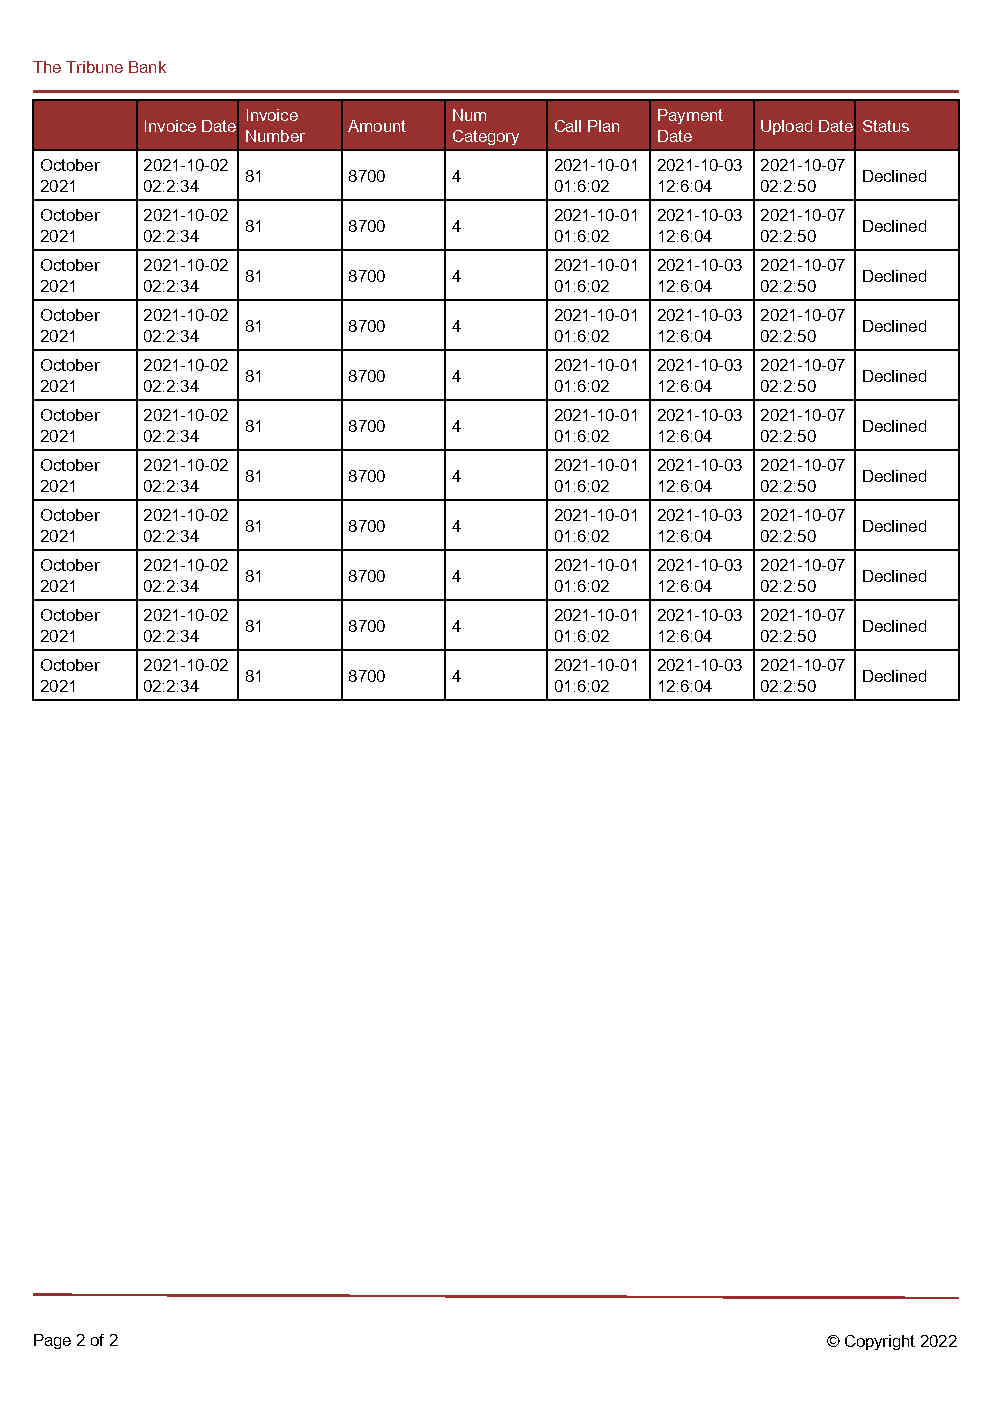 The Tribune Bank
Invoice Date Invoice Number Amount Num Category Call Plan Payment Date Upload Date Status
October 2021 2021-10-02 02:2:34 81 8700 4 2021-10-01 01:6:02 2021-10-03 12:6:04 2021-10-07 02:2:50 Declined
October 2021 2021-10-02 02:2:34 81 8700 4 2021-10-01 01:6:02 2021-10-03 12:6:04 2021-10-07 02:2:50 Declined
October 2021 2021-10-02 02:2:34 81 8700 4 2021-10-01 01:6:02 2021-10-03 12:6:04 2021-10-07 02:2:50 Declined
October 2021 2021-10-02 02:2:34 81 8700 4 2021-10-01 01:6:02 2021-10-03 12:6:04 2021-10-07 02:2:50 Declined
October 2021 2021-10-02 02:2:34 81 8700 4 2021-10-01 01:6:02 2021-10-03 12:6:04 2021-10-07 02:2:50 Declined
October 2021 2021-10-02 02:2:34 81 8700 4 2021-10-01 01:6:02 2021-10-03 12:6:04 2021-10-07 02:2:50 Declined
October 2021 2021-10-02 02:2:34 81 8700 4 2021-10-01 01:6:02 2021-10-03 12:6:04 2021-10-07 02:2:50 Declined
October 2021 2021-10-02 02:2:34 81 8700 4 2021-10-01 01:6:02 2021-10-03 12:6:04 2021-10-07 02:2:50 Declined
October 2021 2021-10-02 02:2:34 81 8700 4 2021-10-01 01:6:02 2021-10-03 12:6:04 2021-10-07 02:2:50 Declined
October 2021 2021-10-02 02:2:34 81 8700 4 2021-10-01 01:6:02 2021-10-03 12:6:04 2021-10-07 02:2:50 Declined
October 2021 2021-10-02 02:2:34 81 8700 4 2021-10-01 01:6:02 2021-10-03 12:6:04 2021-10-07 02:2:50 Declined
Page 2 of 2
© Copyright 2022